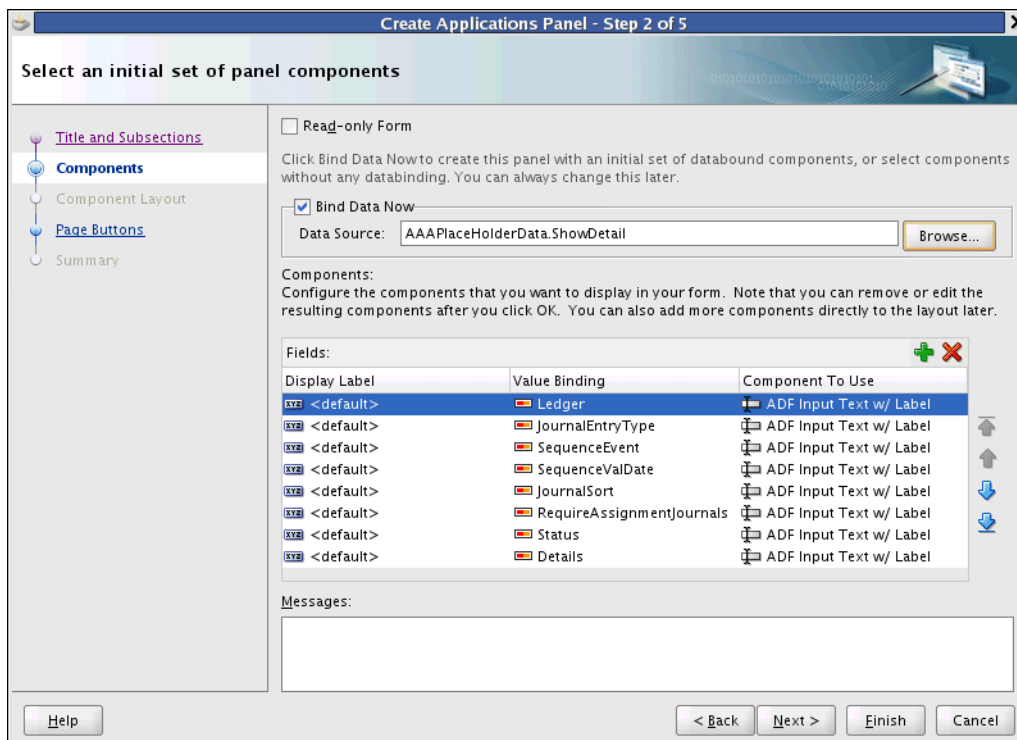 Create Applications Panel - Step 2 of 5
Select an initial set of panel components
Title and Subsections
Components
Component Layout
Page Buttons
Summary
Read-only Form
Click Bind Data Now to create this panel with an initial set of databound components, or select components
without any databinding. You can always change this later.
Bind Data Now
Data Source: AAAPlaceHolderData.ShowDetail Browse...
Components:
Configure the components that you want to display in your form. Note that you can remove or edit the
resulting components after you click OK. You can also add more components directly to the layout later.
Fields:
Display Label Value Binding Component To Use
XYZ <default> Ledger ADF Input Text w/ Label
XYZ <default> JournalEntryType ADF Input Text w/ Label
XYZ <default> SequenceEvent ADF Input Text w/ Label
XYZ <default> SequenceValDate ADF Input Text w/ Label
XYZ <default> JournalSort ADF Input Text w/ Label
XYZ <default> RequireAssignmentJournals ADF Input Text w/ Label
XYZ <default> Status ADF Input Text w/ Label
XYZ <default> Details ADF Input Text w/ Label
Messages:
Help < Back Next > Finish Cancel